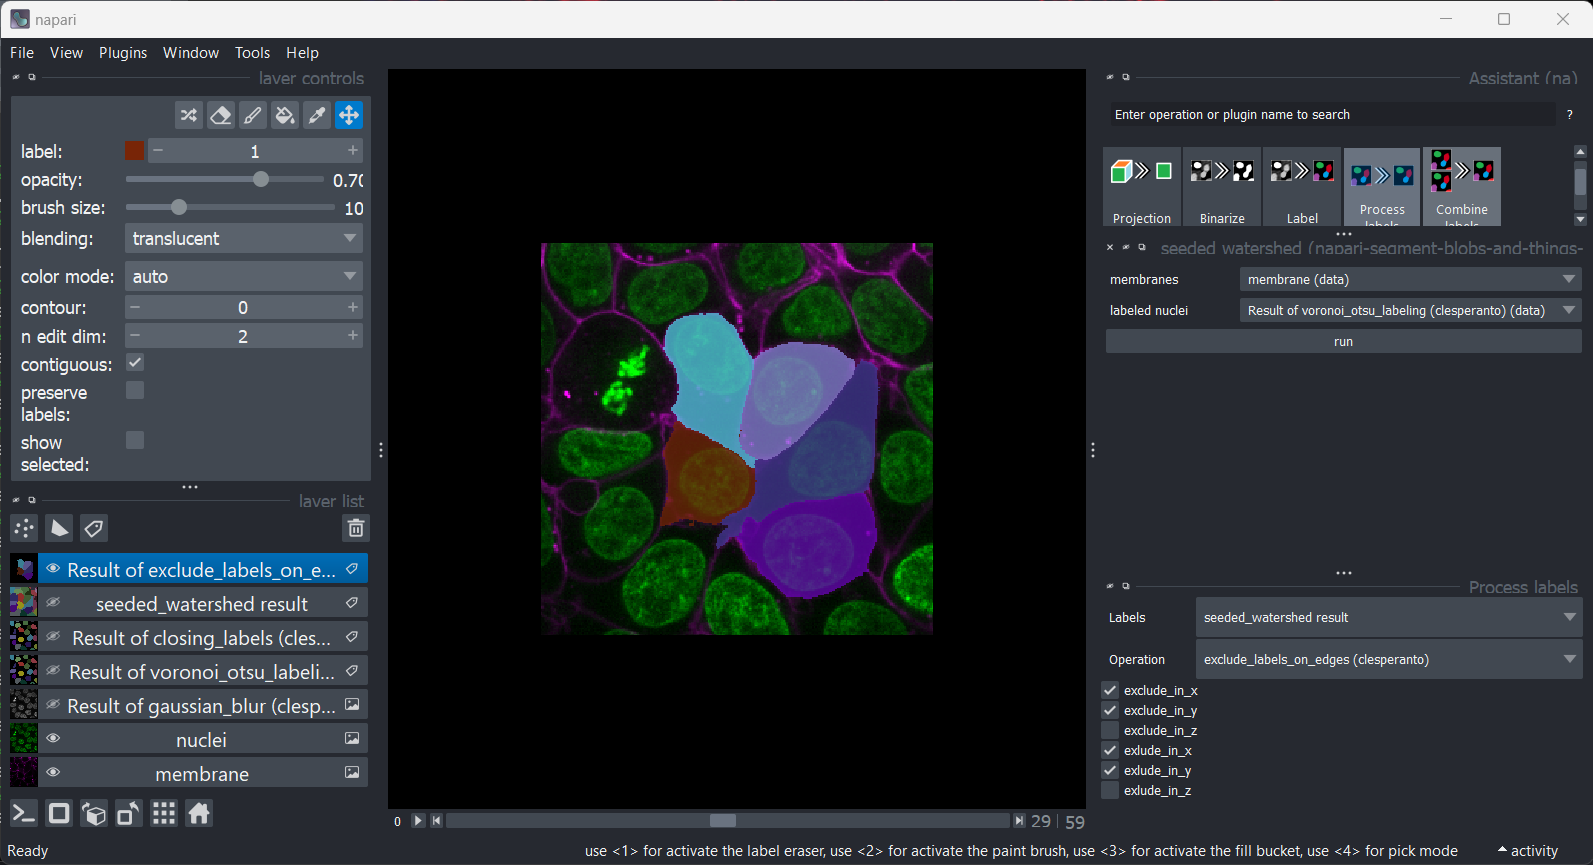 napari
File View Plugins Window Tools Help
layer controls
label: 1
opacity: 0.70
brush size: 10
blending: translucent
color mode: auto
contour: 0
n edit dim: 2
contiguous:
preserve labels:
show selected:
layer list
Result of exclude_labels_on_e...
seeded_watershed result
Result of closing_labels (cles...
Result of voronoi_otsu_labeli...
Result of gaussian_blur (clesp...
nuclei
membrane
0 29 59
Ready
use <1> for activate the label eraser, use <2> for activate the paint brush, use <3> for activate the fill bucket, use <4> for pick mode
activity
Assistant (na)
Enter operation or plugin name to search ?
Projection Binarize Label Process labels Combine labels
seeded watershed (napari-segment-blobs-and-things-
membranes membrane (data)
labeled nuclei Result of voronoi_otsu_labeling (clesperanto) (data)
run
Process labels
Labels seeded_watershed result
Operation exclude_labels_on_edges (clesperanto)
exclude_in_x
exclude_in_y
exclude_in_z
exlude_in_x
exlude_in_y
exlude_in_z